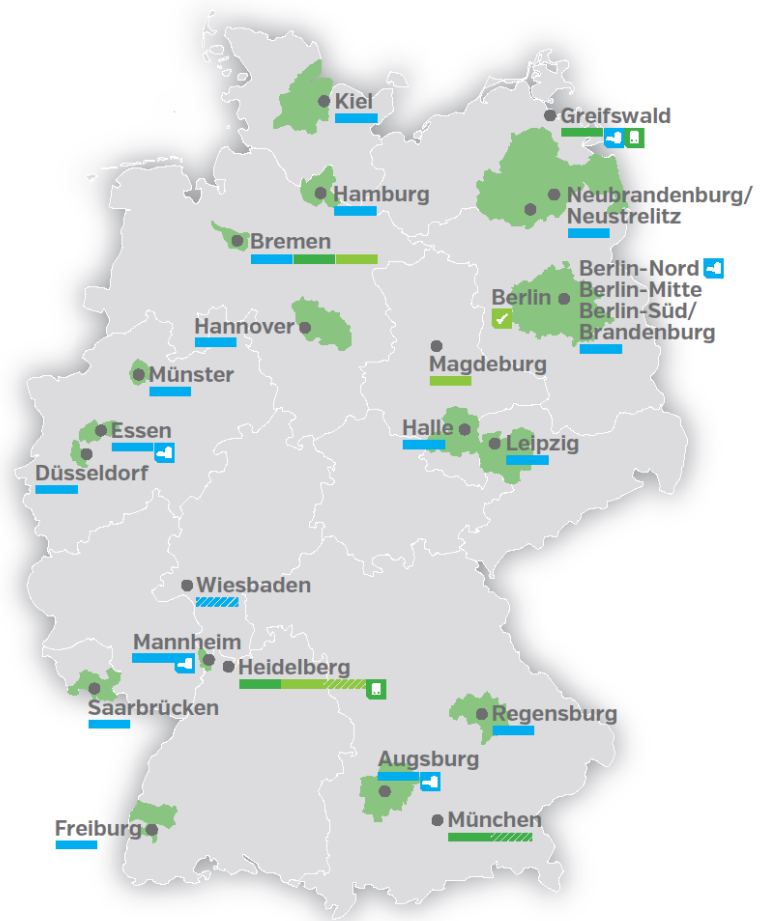 Kiel
Greifswald
Hamburg
Neubrandenburg/
Neustrelitz
Bremen
Berlin-Nord
Berlin-Mitte
Berlin-Süd/
Brandenburg
Berlin
Hannover
Magdeburg
Münster
Essen
Halle
Leipzig
Düsseldorf
Wiesbaden
Mannheim
Heidelberg
Saarbrücken
Regensburg
Augsburg
München
Freiburg